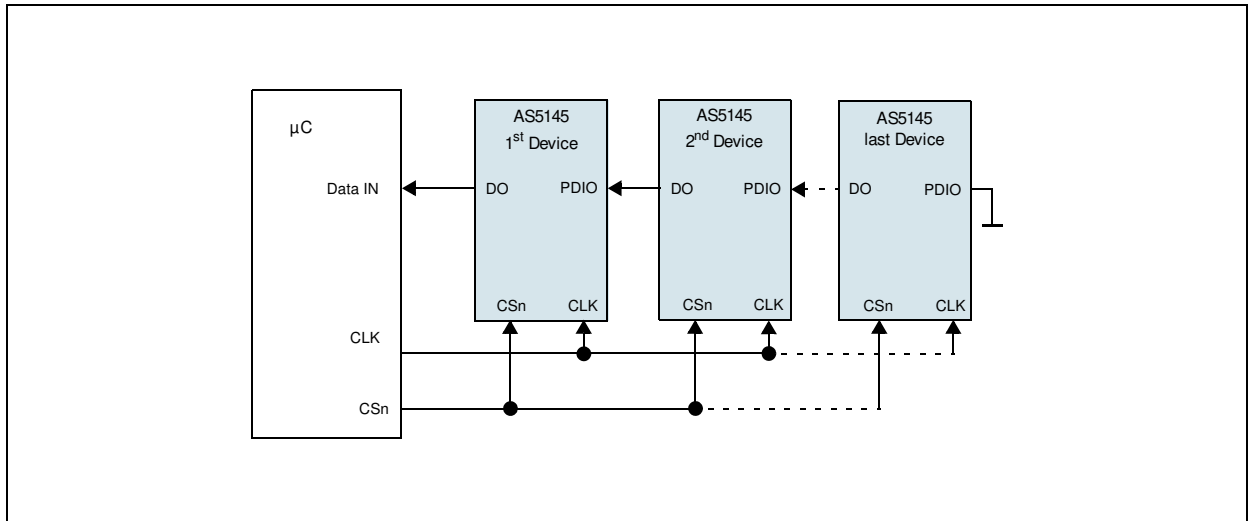 µC
Data IN
CLK
CSn
AS5145
1st Device
DO PDIO
CSn CLK
AS5145
2nd Device
DO PDIO
CSn CLK
AS5145
last Device
DO PDIO
CSn CLK